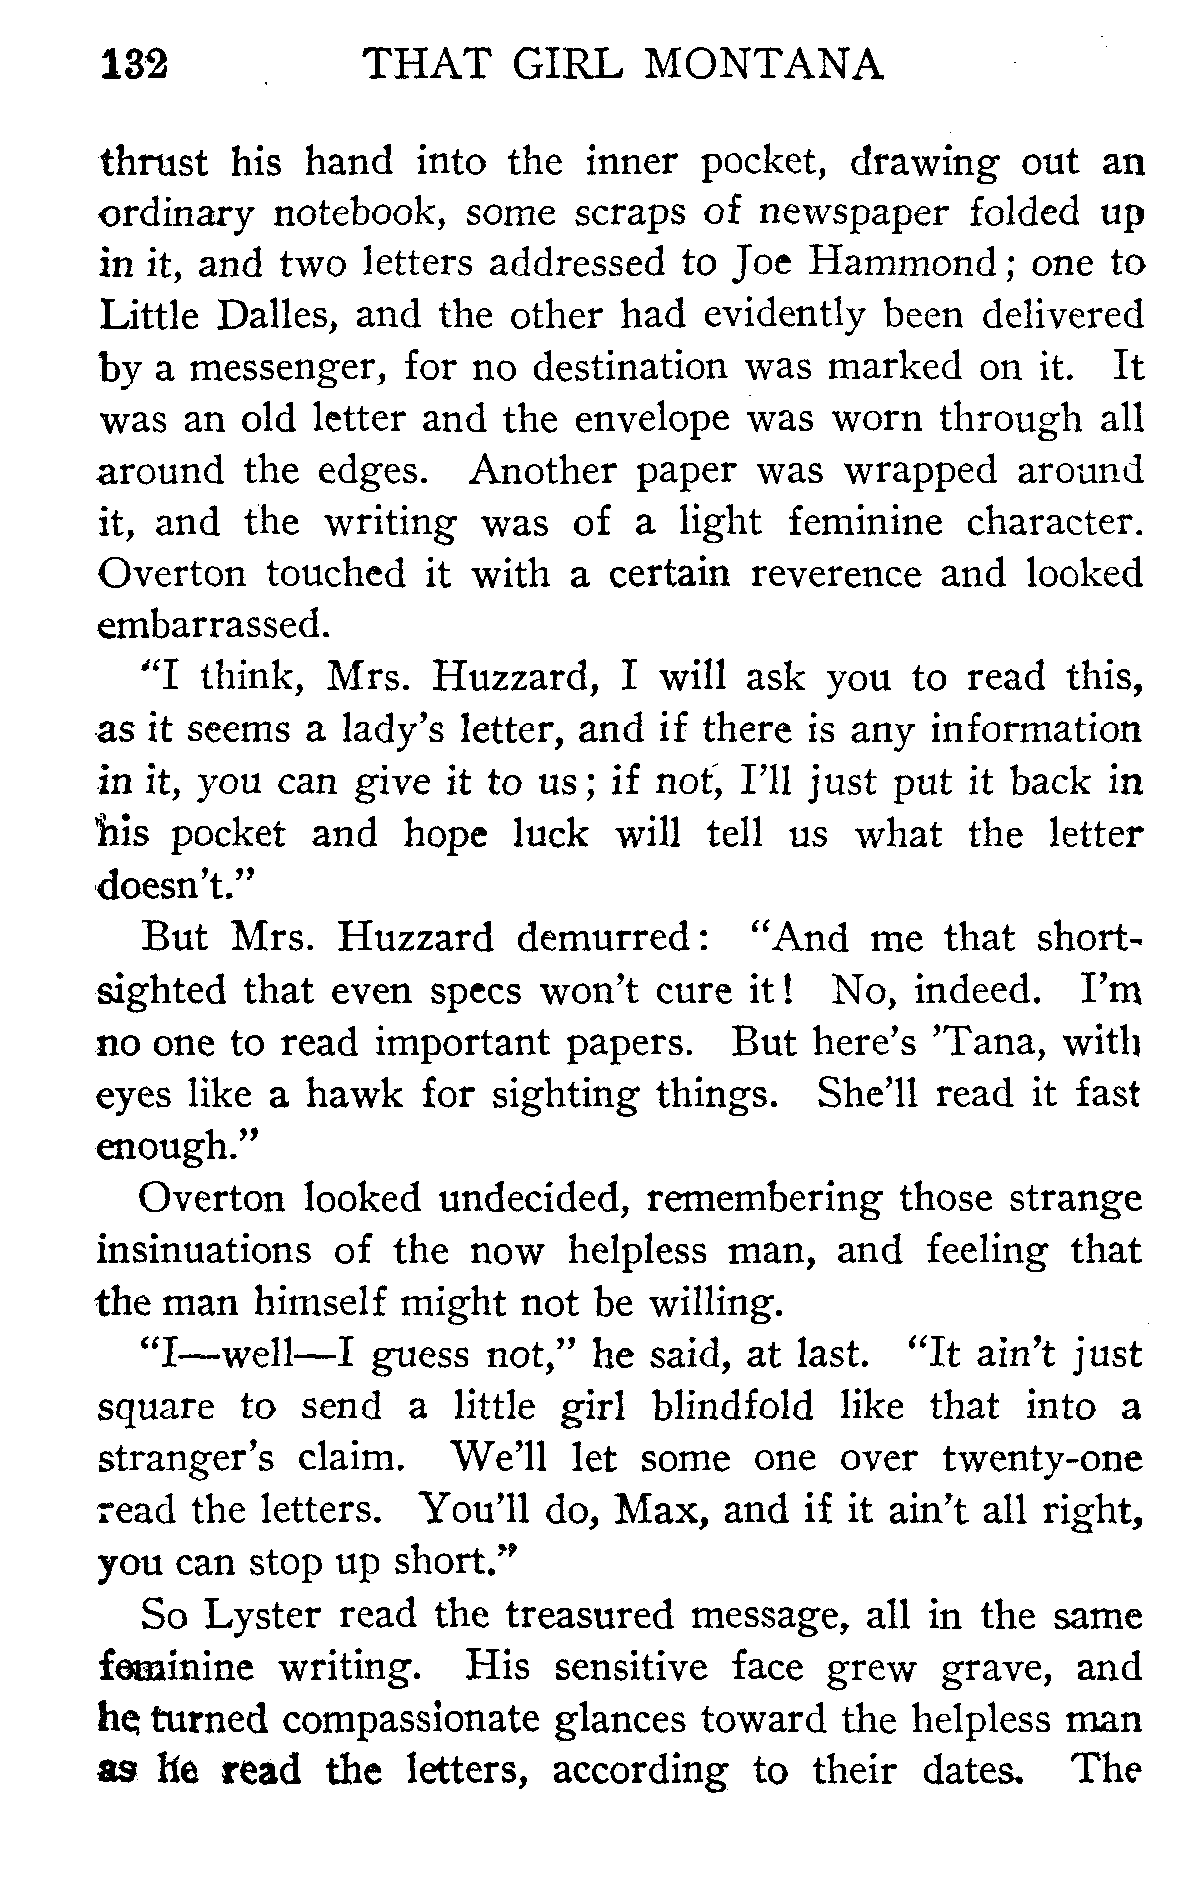 132 THAT GIRL MONTANA
thrust his hand into the inner pocket, drawing out an
ordinary notebook, some scraps of newspaper folded up
in it, and two letters addressed to Joe Hammond; one to
Little Dalles, and the other had evidently been delivered
by a messenger, for no destination was marked on it. It
was an old letter and the envelope was worn through all
around the edges. Another paper was wrapped around
it, and the writing was of a light feminine character.
Overton touched it with a certain reverence and looked
embarrassed.
"I think, Mrs. Huzzard, I will ask you to read this,
as it seems a lady's letter, and if there is any information
in it, you can give it to us; if not, I'll just put it back in
his pocket and hope luck will tell us what the letter
doesn't."
But Mrs. Huzzard demurred: "And me that short-
sighted that even specs won't cure it! No, indeed. I'm
no one to read important papers. But here's 'Tana, with
eyes like a hawk for sighting things. She'll read it fast
enough."
Overton looked undecided, remembering those strange
insinuations of the now helpless man, and feeling that
the man himself might not be willing.
"I—well—I guess not," he said, at last. "It ain't just
square to send a little girl blindfold like that into a
stranger's claim. We'll let some one over twenty-one
read the letters. You'll do, Max, and if it ain't all right,
you can stop up short."
So Lyster read the treasured message, all in the same
feminine writing. His sensitive face grew grave, and
he turned compassionate glances toward the helpless man
as he read the letters, according to their dates. The